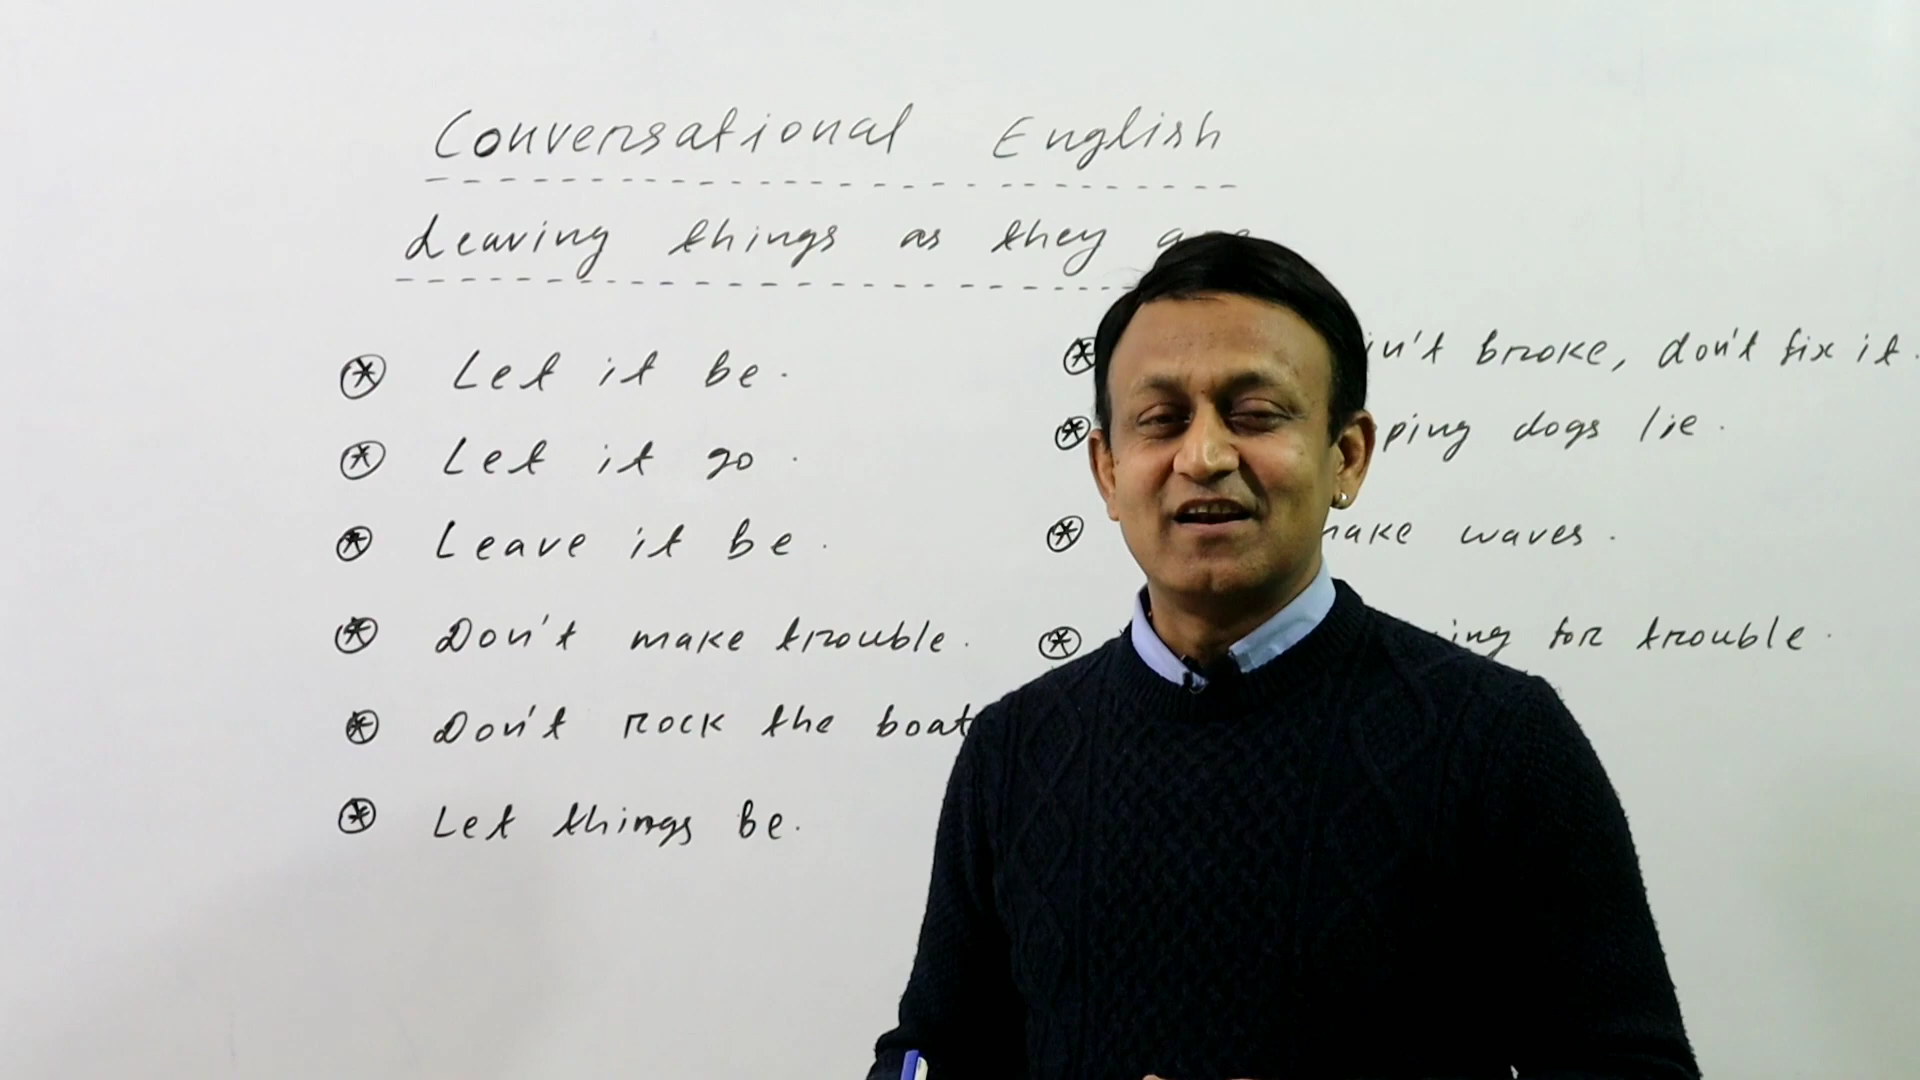 Conversational English
Leaving things as they are
Let it be.
Let it go.
Leave it be.
Don't make trouble.
Don't rock the boat
Let things be.
broke, don't fix it.
dogs lie.
waves.
for trouble.